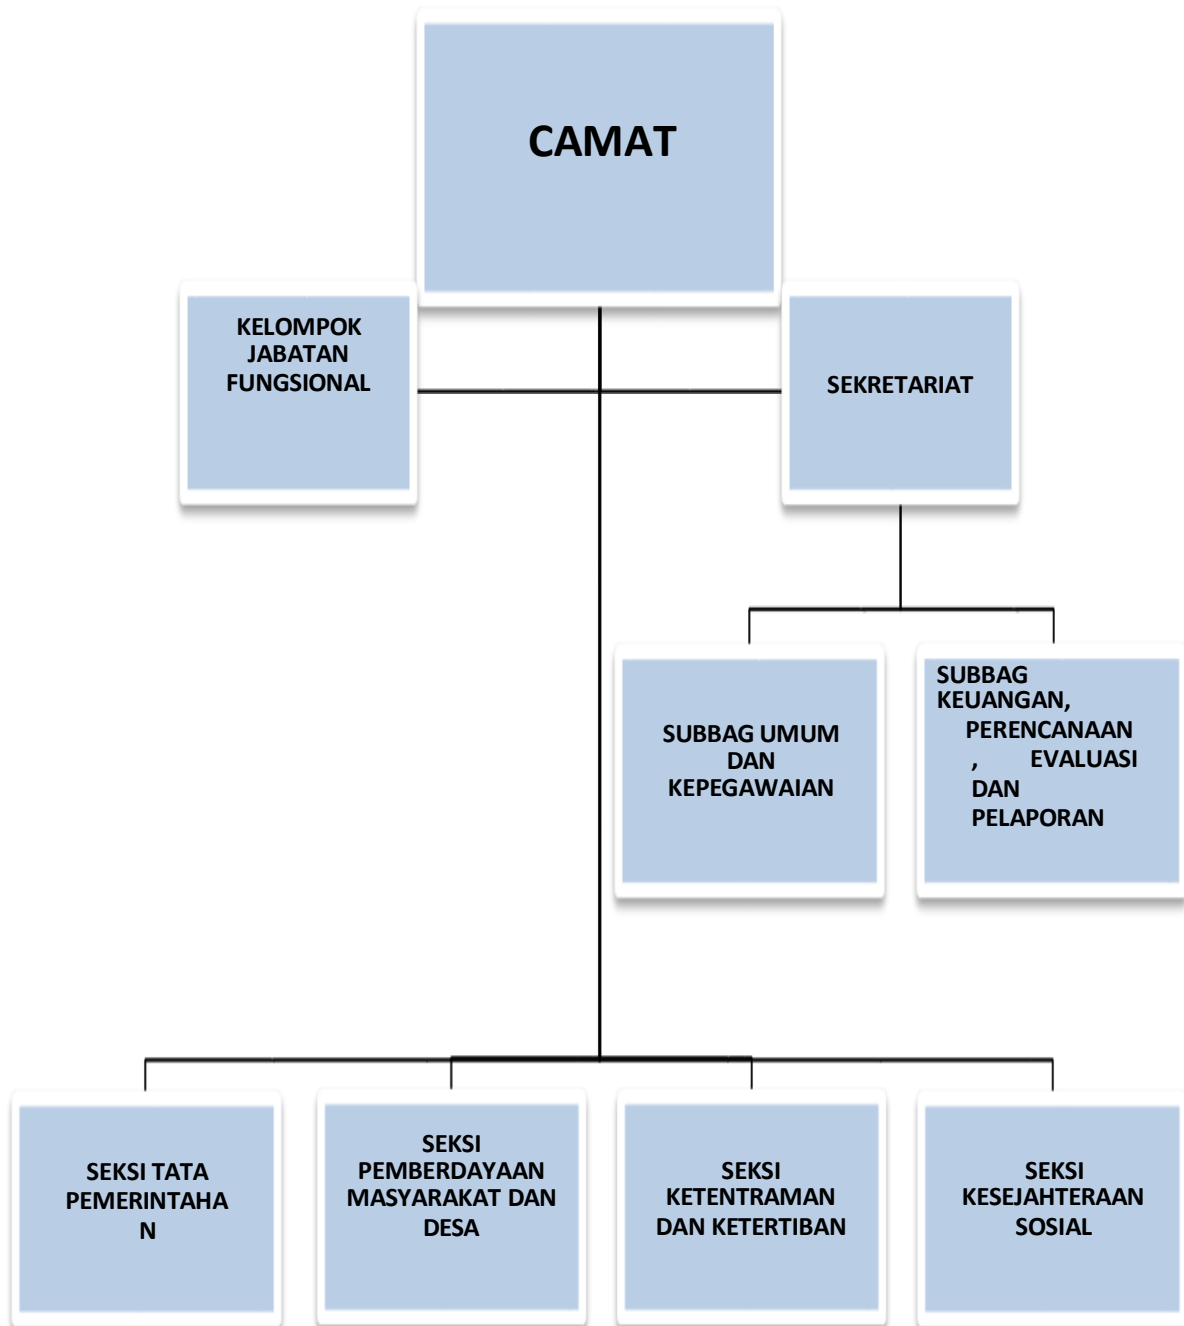 CAMAT
KELOMPOK
JABATAN
FUNGSIONAL
SEKRETARIAT
SUBBAG UMUM
DAN
KEPEGAWAIAN
SUBBAG
KEUANGAN,
PERENCANAAN
, EVALUASI
DAN
PELAPORAN
SEKSI TATA
PEMERINTAHA
N
SEKSI
PEMBERDAYAAN
MASYARAKAT DAN
DESA
SEKSI
KETENTRAMAN
DAN KETERTIBAN
SEKSI
KESEJAHTERAAN
SOSIAL